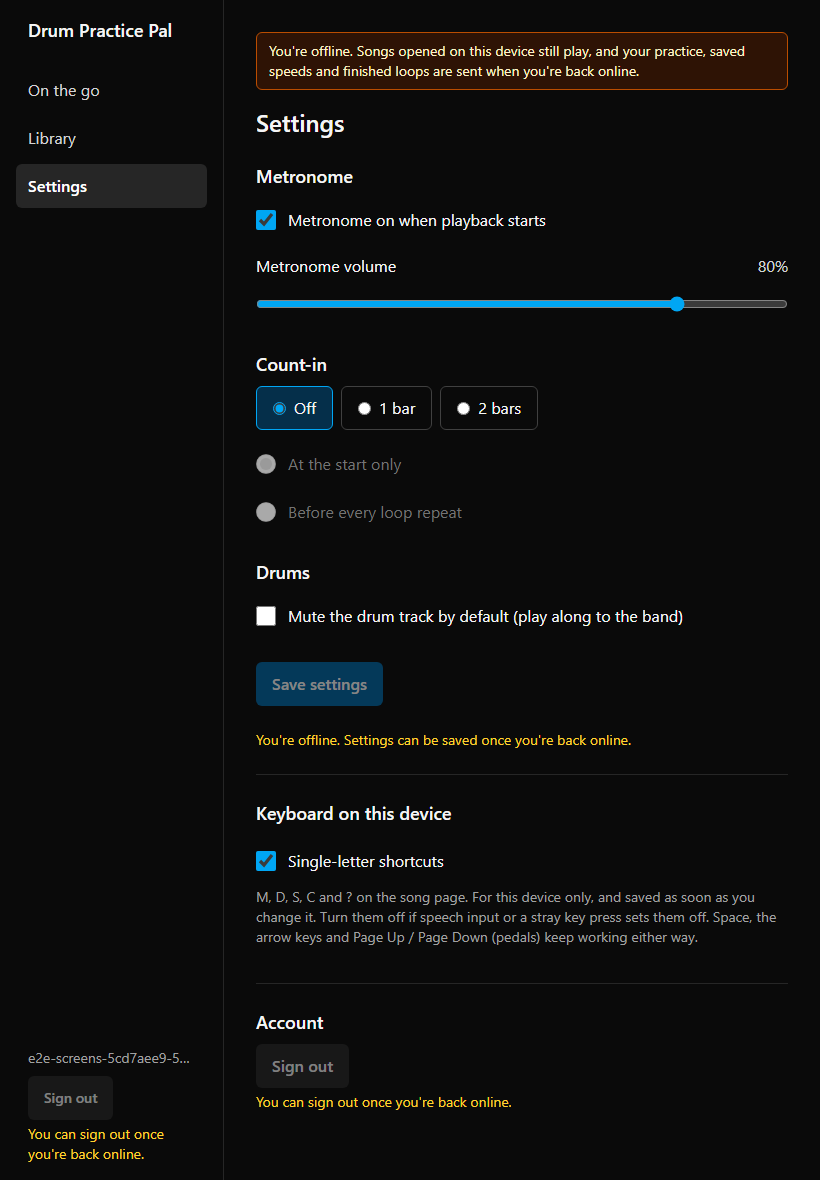 Drum Practice Pal
On the go
Library
Settings
e2e-screens-5cd7aee9-5...
Sign out
You can sign out once
you're back online.
You're offline. Songs opened on this device still play, and your practice, saved
speeds and finished loops are sent when you're back online.
Settings
Metronome
Metronome on when playback starts
Metronome volume 80%
Count-in
Off 1 bar 2 bars
At the start only
Before every loop repeat
Drums
Mute the drum track by default (play along to the band)
Save settings
You're offline. Settings can be saved once you're back online.
Keyboard on this device
Single-letter shortcuts
M, D, S, C and ? on the song page. For this device only, and saved as soon as you
change it. Turn them off if speech input or a stray key press sets them off. Space, the
arrow keys and Page Up / Page Down (pedals) keep working either way.
Account
Sign out
You can sign out once you're back online.